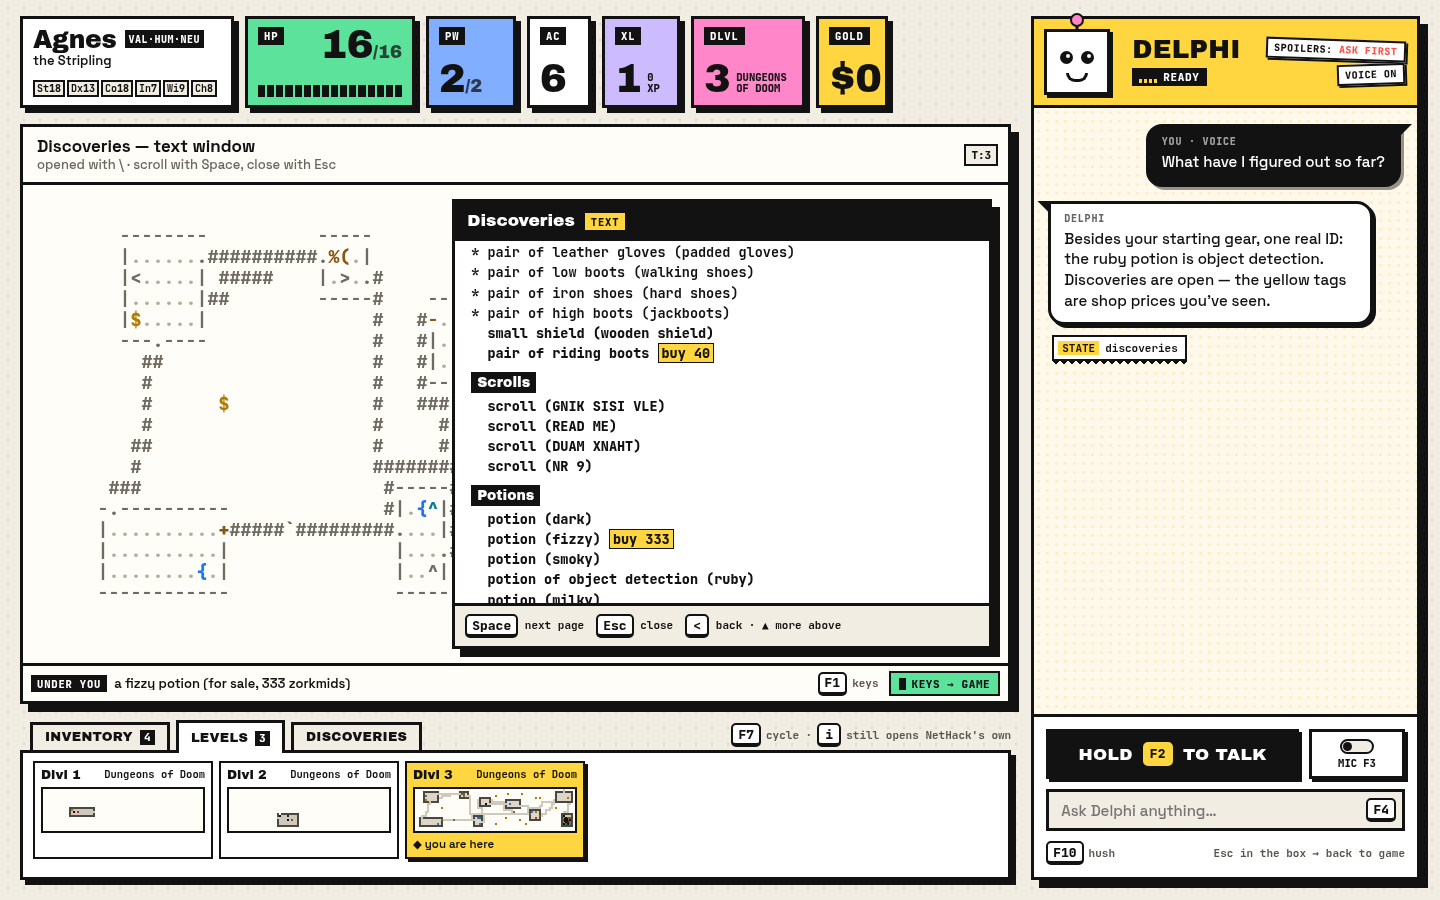 Agnes VAL·HUM·NEU
the Stripling
St18 Dx13 Co18 In7 Wi9 Ch8
HP 16/16
PW 2/2
AC 6
XL 1 0 XP
DLVL 3 DUNGEONS OF DOOM
GOLD $0
Discoveries — text window
opened with \ · scroll with Space, close with Esc
T:3
Discoveries TEXT
* pair of leather gloves (padded gloves)
* pair of low boots (walking shoes)
* pair of iron shoes (hard shoes)
* pair of high boots (jackboots)
small shield (wooden shield)
pair of riding boots buy 40
Scrolls
scroll (GNIK SISI VLE)
scroll (READ ME)
scroll (DUAM XNAHT)
scroll (NR 9)
Potions
potion (dark)
potion (fizzy) buy 333
potion (smoky)
potion of object detection (ruby)
potion (milky)
Space next page Esc close < back · ▲ more above
UNDER YOU a fizzy potion (for sale, 333 zorkmids)
F1 keys KEYS → GAME
INVENTORY 4 LEVELS 3 DISCOVERIES
F7 cycle · i still opens NetHack's own
Dlvl 1 Dungeons of Doom
Dlvl 2 Dungeons of Doom
Dlvl 3 Dungeons of Doom
◆ you are here
DELPHI
READY
SPOILERS: ASK FIRST
VOICE ON
YOU · VOICE
What have I figured out so far?
DELPHI
Besides your starting gear, one real ID:
the ruby potion is object detection.
Discoveries are open — the yellow tags
are shop prices you've seen.
STATE discoveries
HOLD F2 TO TALK
MIC F3
Ask Delphi anything…
F4
F10 hush
Esc in the box → back to game